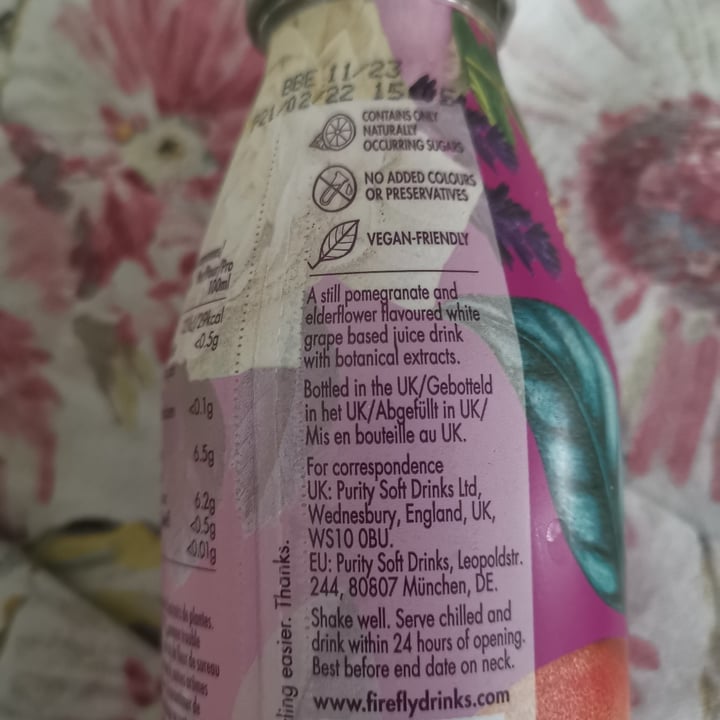 BBE 11/23
02/22 15
CONTAINS ONLY
NATURALLY
OCCURRING SUGARS
NO ADDED COLOURS
OR PRESERVATIVES
VEGAN-FRIENDLY
A still pomegranate and
elderflower flavoured white
grape based juice drink
with botanical extracts.
Bottled in the UK/Gebotteld
in het UK/Abgefüllt in UK/
Mis en bouteille au UK.
For correspondence
UK: Purity Soft Drinks Ltd,
Wednesbury, England, UK,
WS10 0BU.
EU: Purity Soft Drinks, Leopoldstr.
244, 80807 München, DE.
Shake well. Serve chilled and
drink within 24 hours of opening.
Best before end date on neck.
www.fireflydrinks.com
100ml
<0.5g
<0.1g
6.5g
6.2g
<0.5g
<0.01g
easier. Thanks.